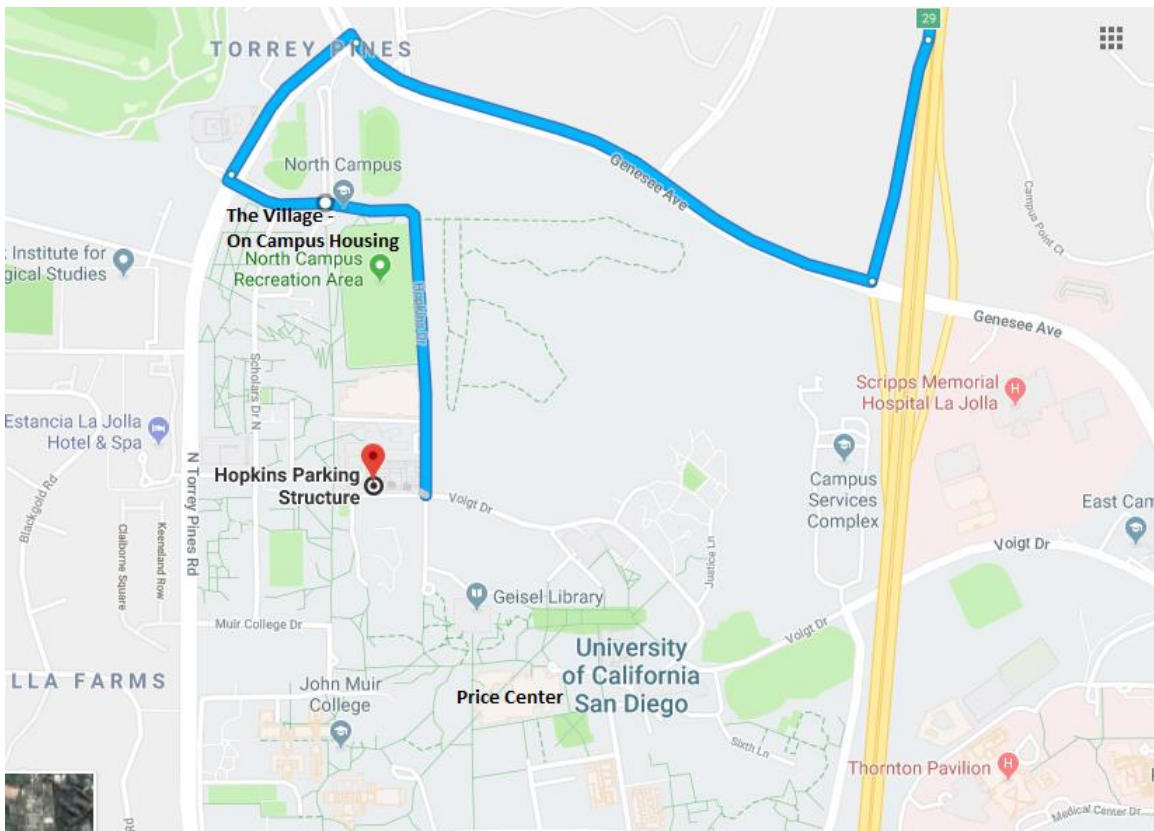 29
TORREY PINES
North Campus
Genesee Ave
Campus Point Ct
The Village -
On Campus Housing
North Campus
Recreation Area
Institute for
gical Studies
Hopkins Dr
Genesee Ave
Scholars Dr N
Scripps Memorial
Hospital La Jolla
H
Estancia La Jolla
Hotel & Spa
N Torrey Pines Rd
Hopkins Parking
Structure
Voigt Dr
Campus
Services
Complex
East Cam
Blackgold Rd
Claiborne Square
Keeneland Row
Justice Ln
Voigt Dr
Geisel Library
Muir College Dr
Voigt Dr
University
of California
San Diego
LLA FARMS
John Muir
College
Price Center
Sixth Ln
Thornton Pavilion
H
Medical Center Dr